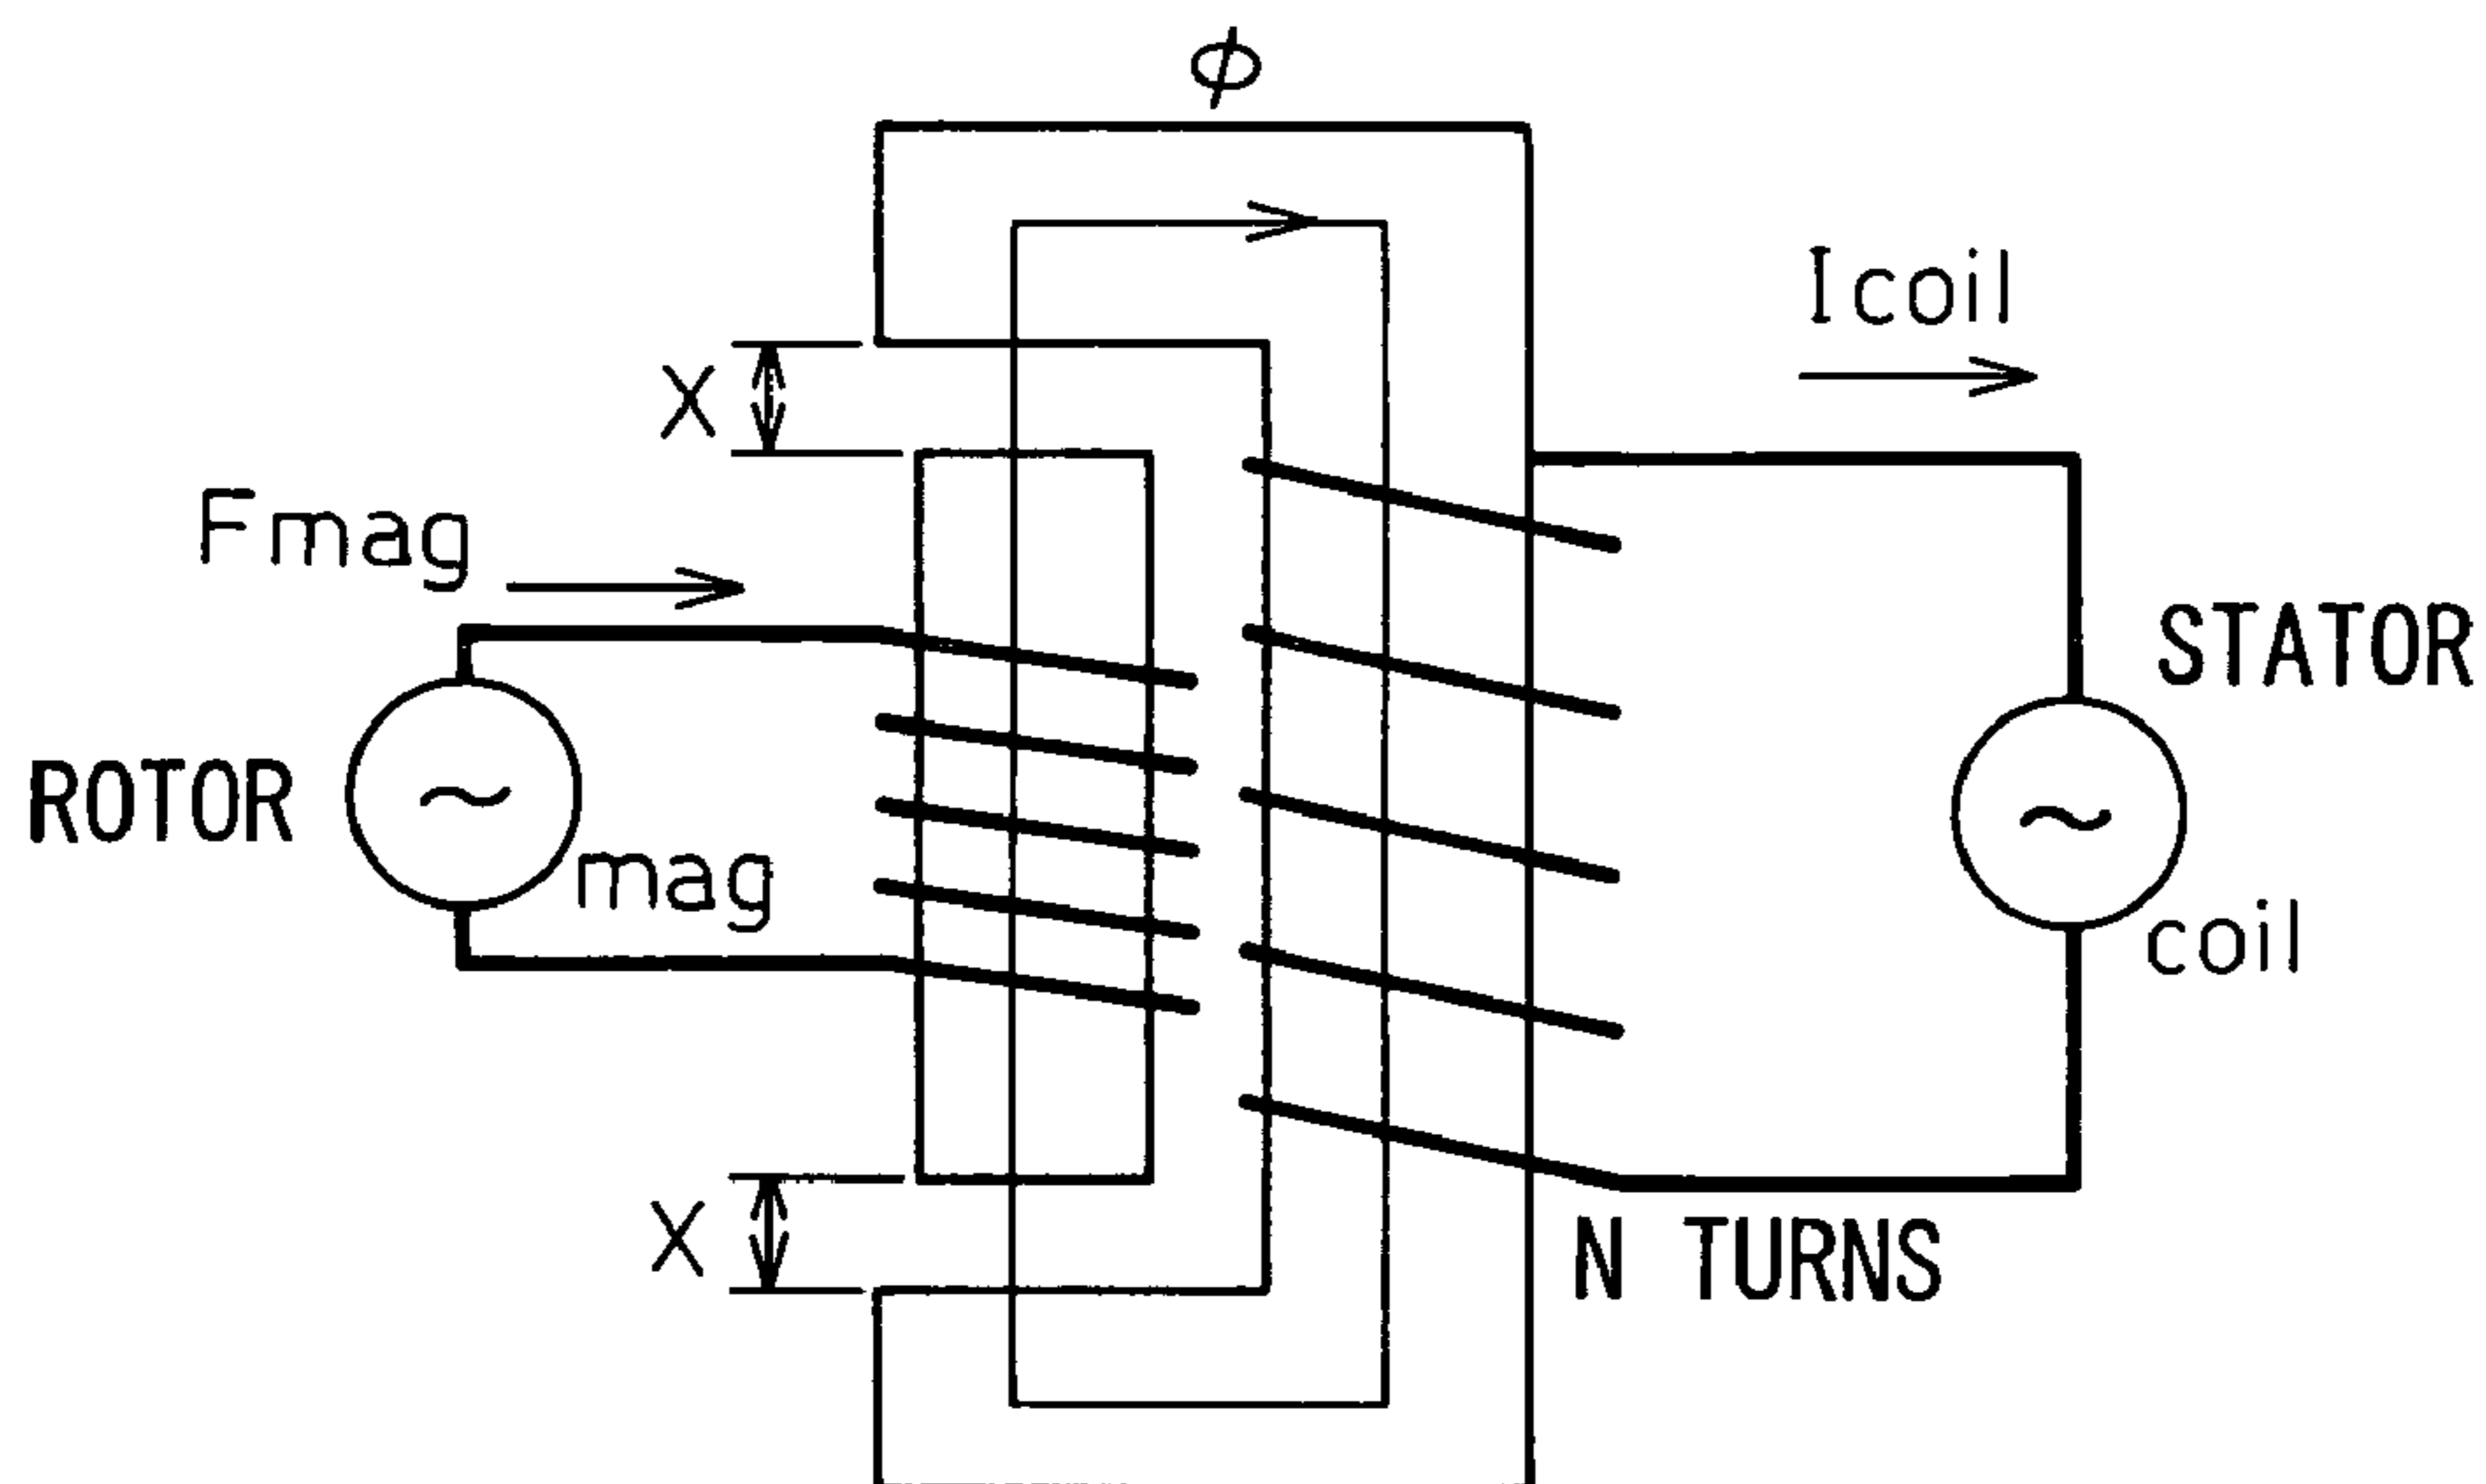 ϕ
Icoil
X
Fmag
STATOR
ROTOR
mag
coil
X
N TURNS